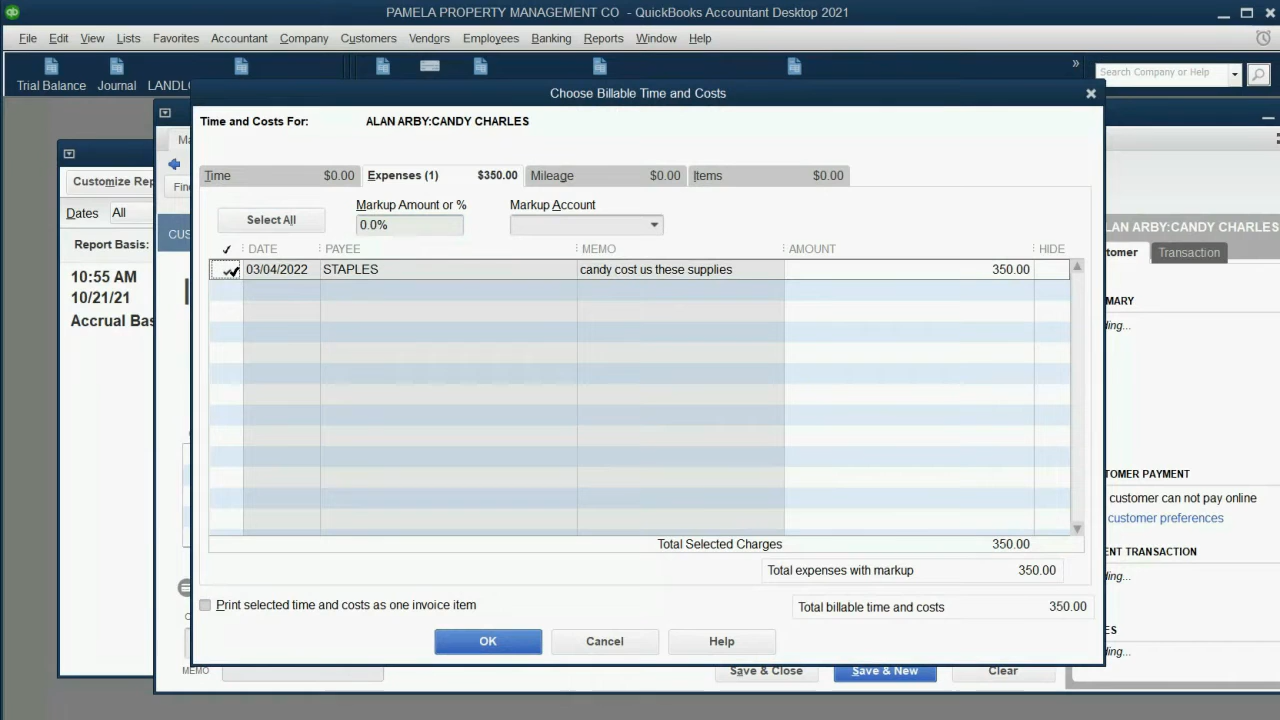 PAMELA PROPERTY MANAGEMENT CO - QuickBooks Accountant Desktop 2021
File Edit View Lists Favorites Accountant Company Customers Vendors Employees Banking Reports Window Help
Search Company or Help
Trial Balance Journal
Choose Billable Time and Costs
Time and Costs For: ALAN ARBY:CANDY CHARLES
Time $0.00 Expenses (1) $350.00 Mileage $0.00 Items $0.00
Customize Rep
Markup Amount or % Markup Account
Select All 0.0%
Dates All
Report Basis:
10:55 AM
10/21/21
Accrual Bas
DATE PAYEE MEMO AMOUNT HIDE
03/04/2022 STAPLES candy cost us these supplies 350.00
Total Selected Charges 350.00
Total expenses with markup 350.00
Print selected time and costs as one invoice item
Total billable time and costs 350.00
OK Cancel Help
MEMO
Save & Close Save & New Clear
LAN ARBY:CANDY CHARLES
tomer Transaction
MARY
ding...
TOMER PAYMENT
customer can not pay online
customer preferences
ENT TRANSACTION
ding...
ES
ding...